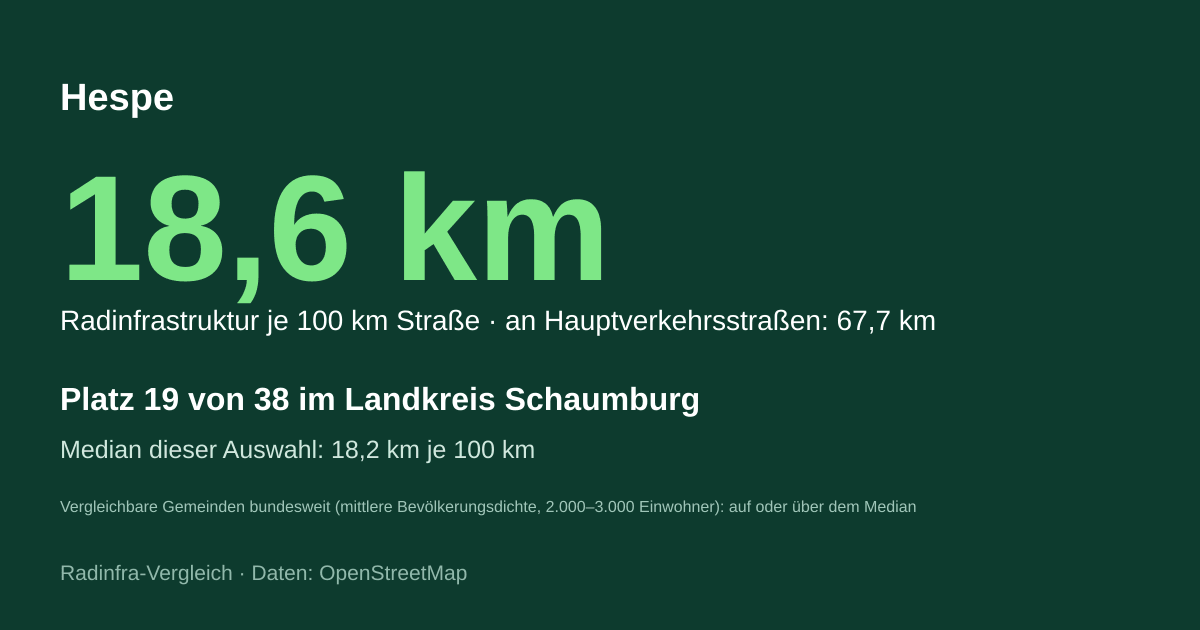 Hespe
18,6 km
Radinfrastruktur je 100 km Straße · an Hauptverkehrsstraßen: 67,7 km
Platz 19 von 38 im Landkreis Schaumburg
Median dieser Auswahl: 18,2 km je 100 km
Vergleichbare Gemeinden bundesweit (mittlere Bevölkerungsdichte, 2.000–3.000 Einwohner): auf oder über dem Median
Radinfra-Vergleich · Daten: OpenStreetMap